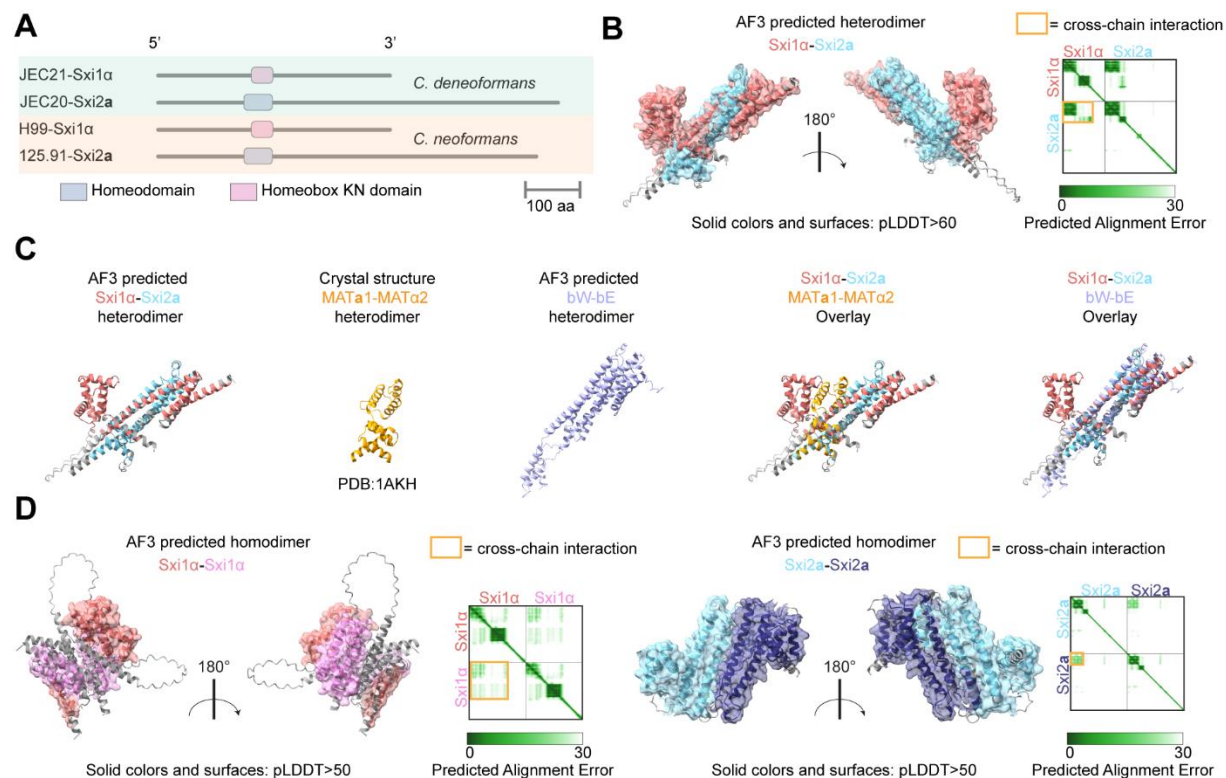 A
5’
3’
JEC21-Sxi1α
C. deneoformans
JEC20-Sxi2a
H99-Sxi1α
C. neoformans
125.91-Sxi2a
Homeodomain
Homeobox KN domain
100 aa
B
AF3 predicted heterodimer
Sxi1α-Sxi2a
= cross-chain interaction
Sxi1α Sxi2a
Sxi1α
Sxi2a
180°
0 30
Predicted Alignment Error
Solid colors and surfaces: pLDDT>60
C
AF3 predicted
Sxi1α-Sxi2a
heterodimer
Crystal structure
MATa1-MATα2
heterodimer
PDB:1AKH
AF3 predicted
bW-bE
heterodimer
Sxi1α-Sxi2a
MATa1-MATα2
Overlay
Sxi1α-Sxi2a
bW-bE
Overlay
D
AF3 predicted homodimer
Sxi1α-Sxi1α
= cross-chain interaction
Sxi1α Sxi1α
Sxi1α
Sxi1α
180°
0 30
Predicted Alignment Error
Solid colors and surfaces: pLDDT>50
AF3 predicted homodimer
Sxi2a-Sxi2a
= cross-chain interaction
Sxi2a Sxi2a
Sxi2a
Sxi2a
180°
0 30
Predicted Alignment Error
Solid colors and surfaces: pLDDT>50